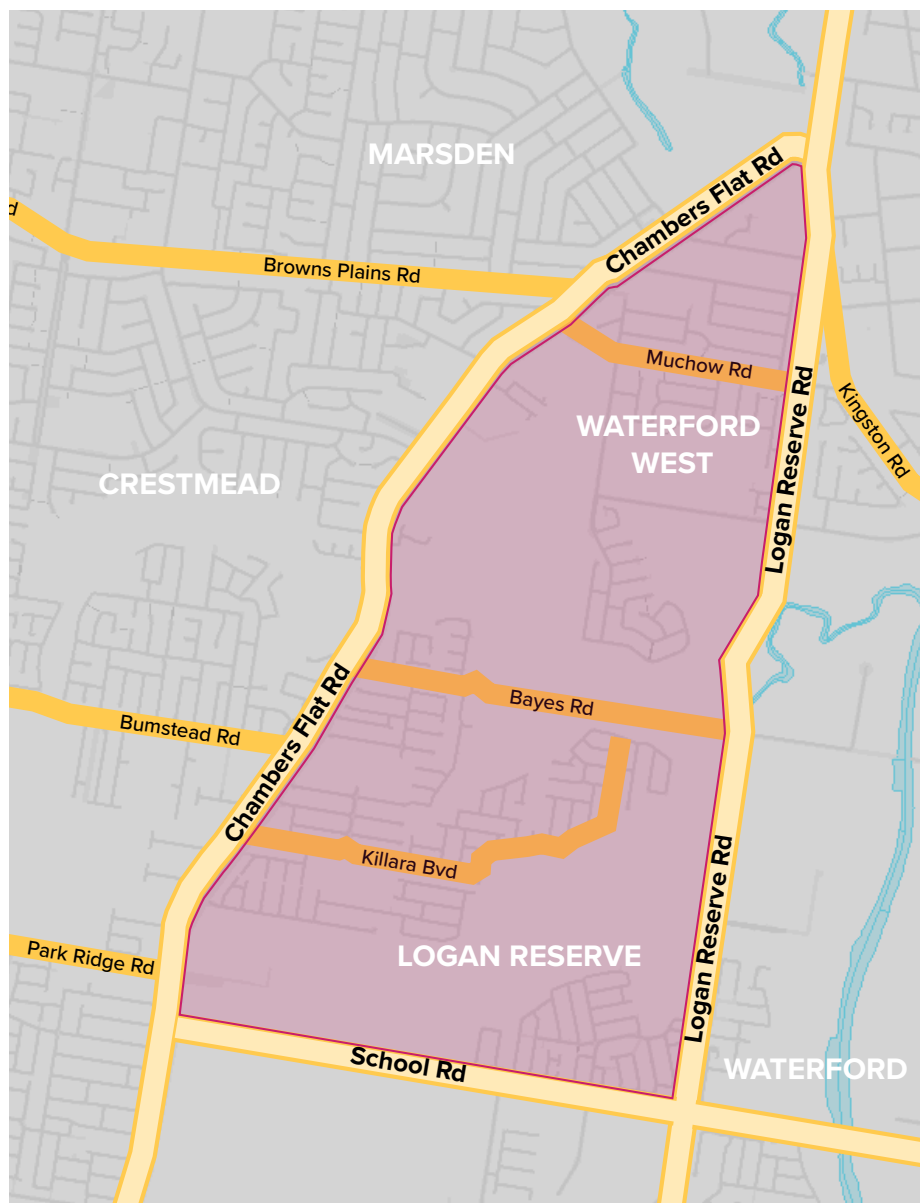 MARSDEN
Chambers Flat Rd
d
Browns Plains Rd
Muchow Rd
Kingston Rd
WATERFORD
WEST
Logan Reserve Rd
CRESTMEAD
Chambers Flat Rd
Bayes Rd
Bumstead Rd
Killara Bvd
Logan Reserve Rd
LOGAN RESERVE
Park Ridge Rd
School Rd
WATERFORD